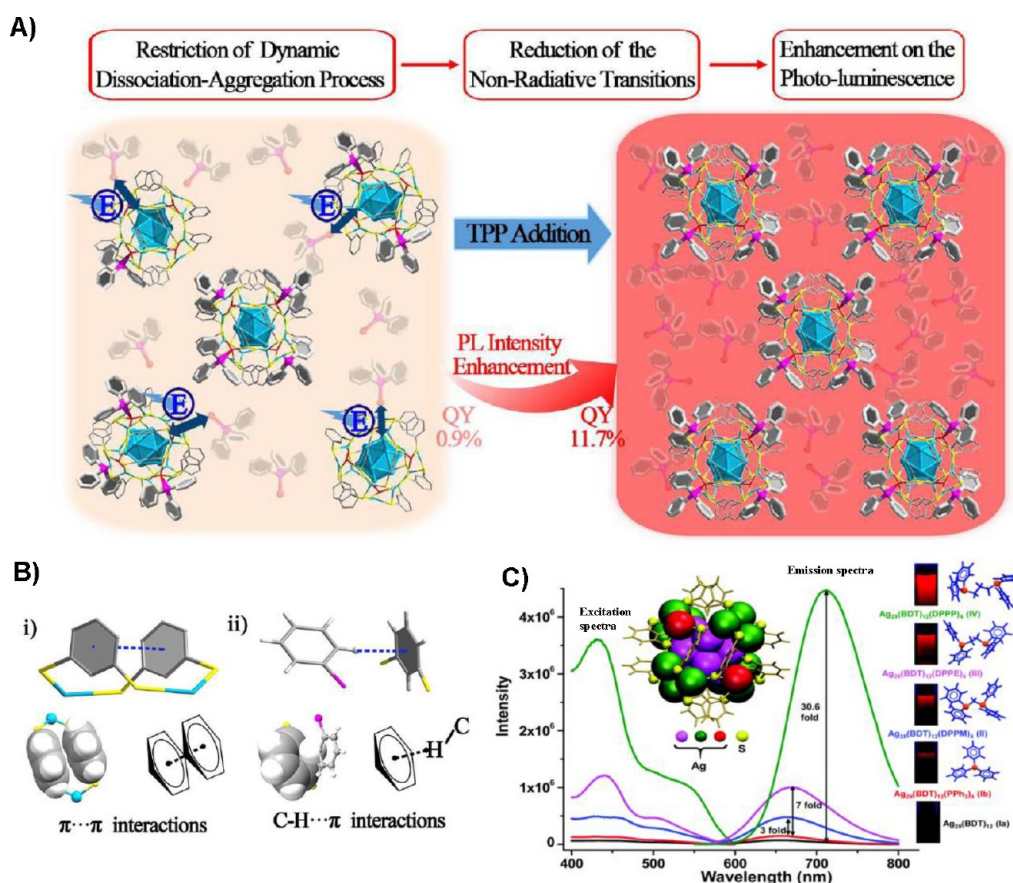 A)
Restriction of Dynamic
Dissociation-Aggregation Process
Reduction of the
Non-Radiative Transitions
Enhancement on the
Photo-luminescence
E
E
TPP Addition
PL Intensity
Enhancement
QY
0.9%
QY
11.7%
E
E
B)
i)
ii)
H
C
π···π interactions
C-H···π interactions
C)
Emission spectra
Excitation
spectra
Intensity
4x10⁶
3x10⁶
2x10⁶
1x10⁶
0
30.6
fold
7 fold
3 fold
Ag
S
Ag₂₉(BDT)₁₂(DPPP)₄ (IV)
Ag₂₉(BDT)₁₂(DPPE)₄ (III)
Ag₂₉(BDT)₁₂(DPPM)₄ (II)
Ag₂₉(BDT)₁₂(PPh₃)₄ (Ib)
Ag₂₉(BDT)₁₂ (Ia)
400
500
600
700
800
Wavelength (nm)